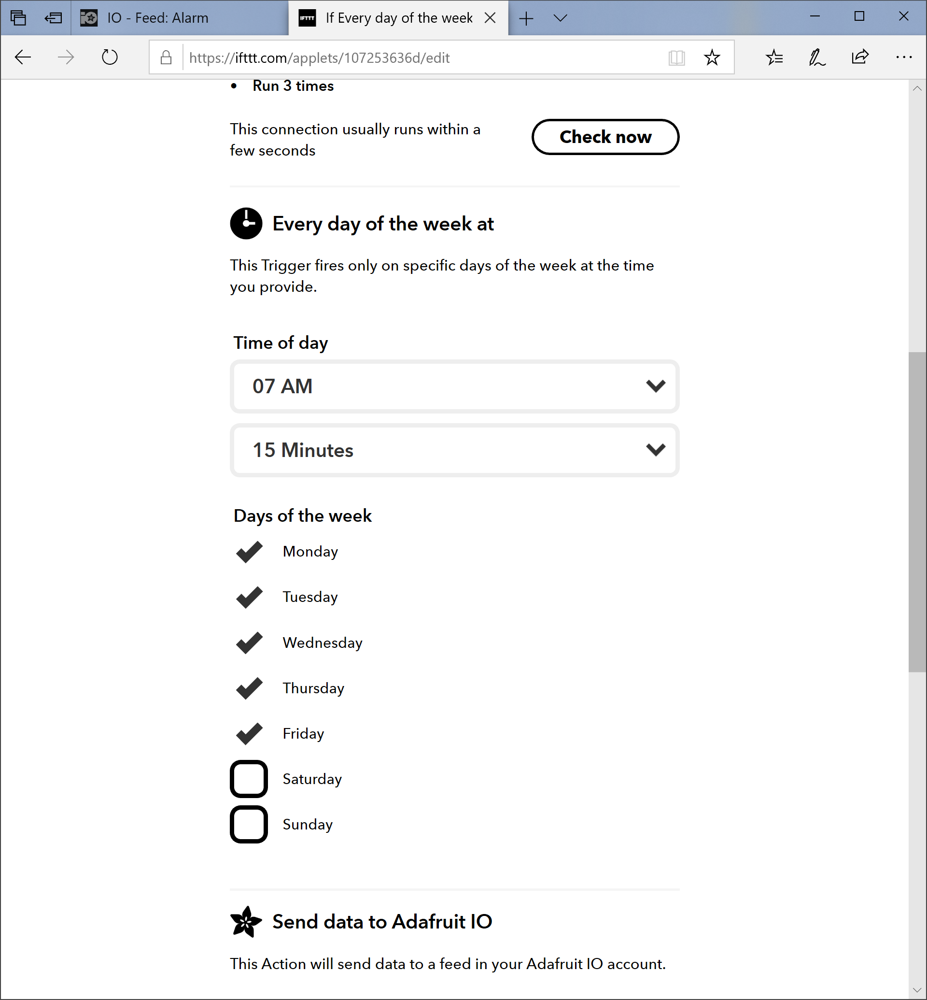 IO - Feed: Alarm
IFTTT If Every day of the week
https://ifttt.com/applets/107253636d/edit
• Run 3 times
This connection usually runs within a
few seconds
Check now
Every day of the week at
This Trigger fires only on specific days of the week at the time
you provide.
Time of day
07 AM
15 Minutes
Days of the week
Monday
Tuesday
Wednesday
Thursday
Friday
Saturday
Sunday
Send data to Adafruit IO
This Action will send data to a feed in your Adafruit IO account.